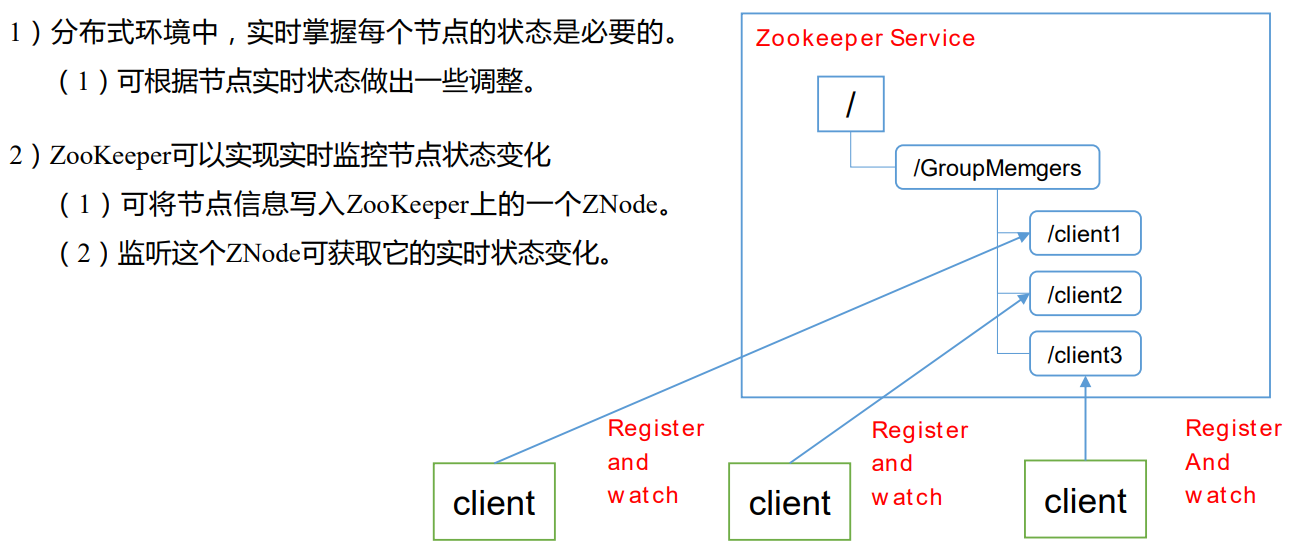 1）分布式环境中，实时掌握每个节点的状态是必要的。
（1）可根据节点实时状态做出一些调整。
2）ZooKeeper可以实现实时监控节点状态变化
（1）可将节点信息写入ZooKeeper上的一个ZNode。
（2）监听这个ZNode可获取它的实时状态变化。
Zookeeper Service
/
/GroupMemgers
/client1
/client2
/client3
Register
and
watch
Register
and
watch
Register
And
watch
client
client
client